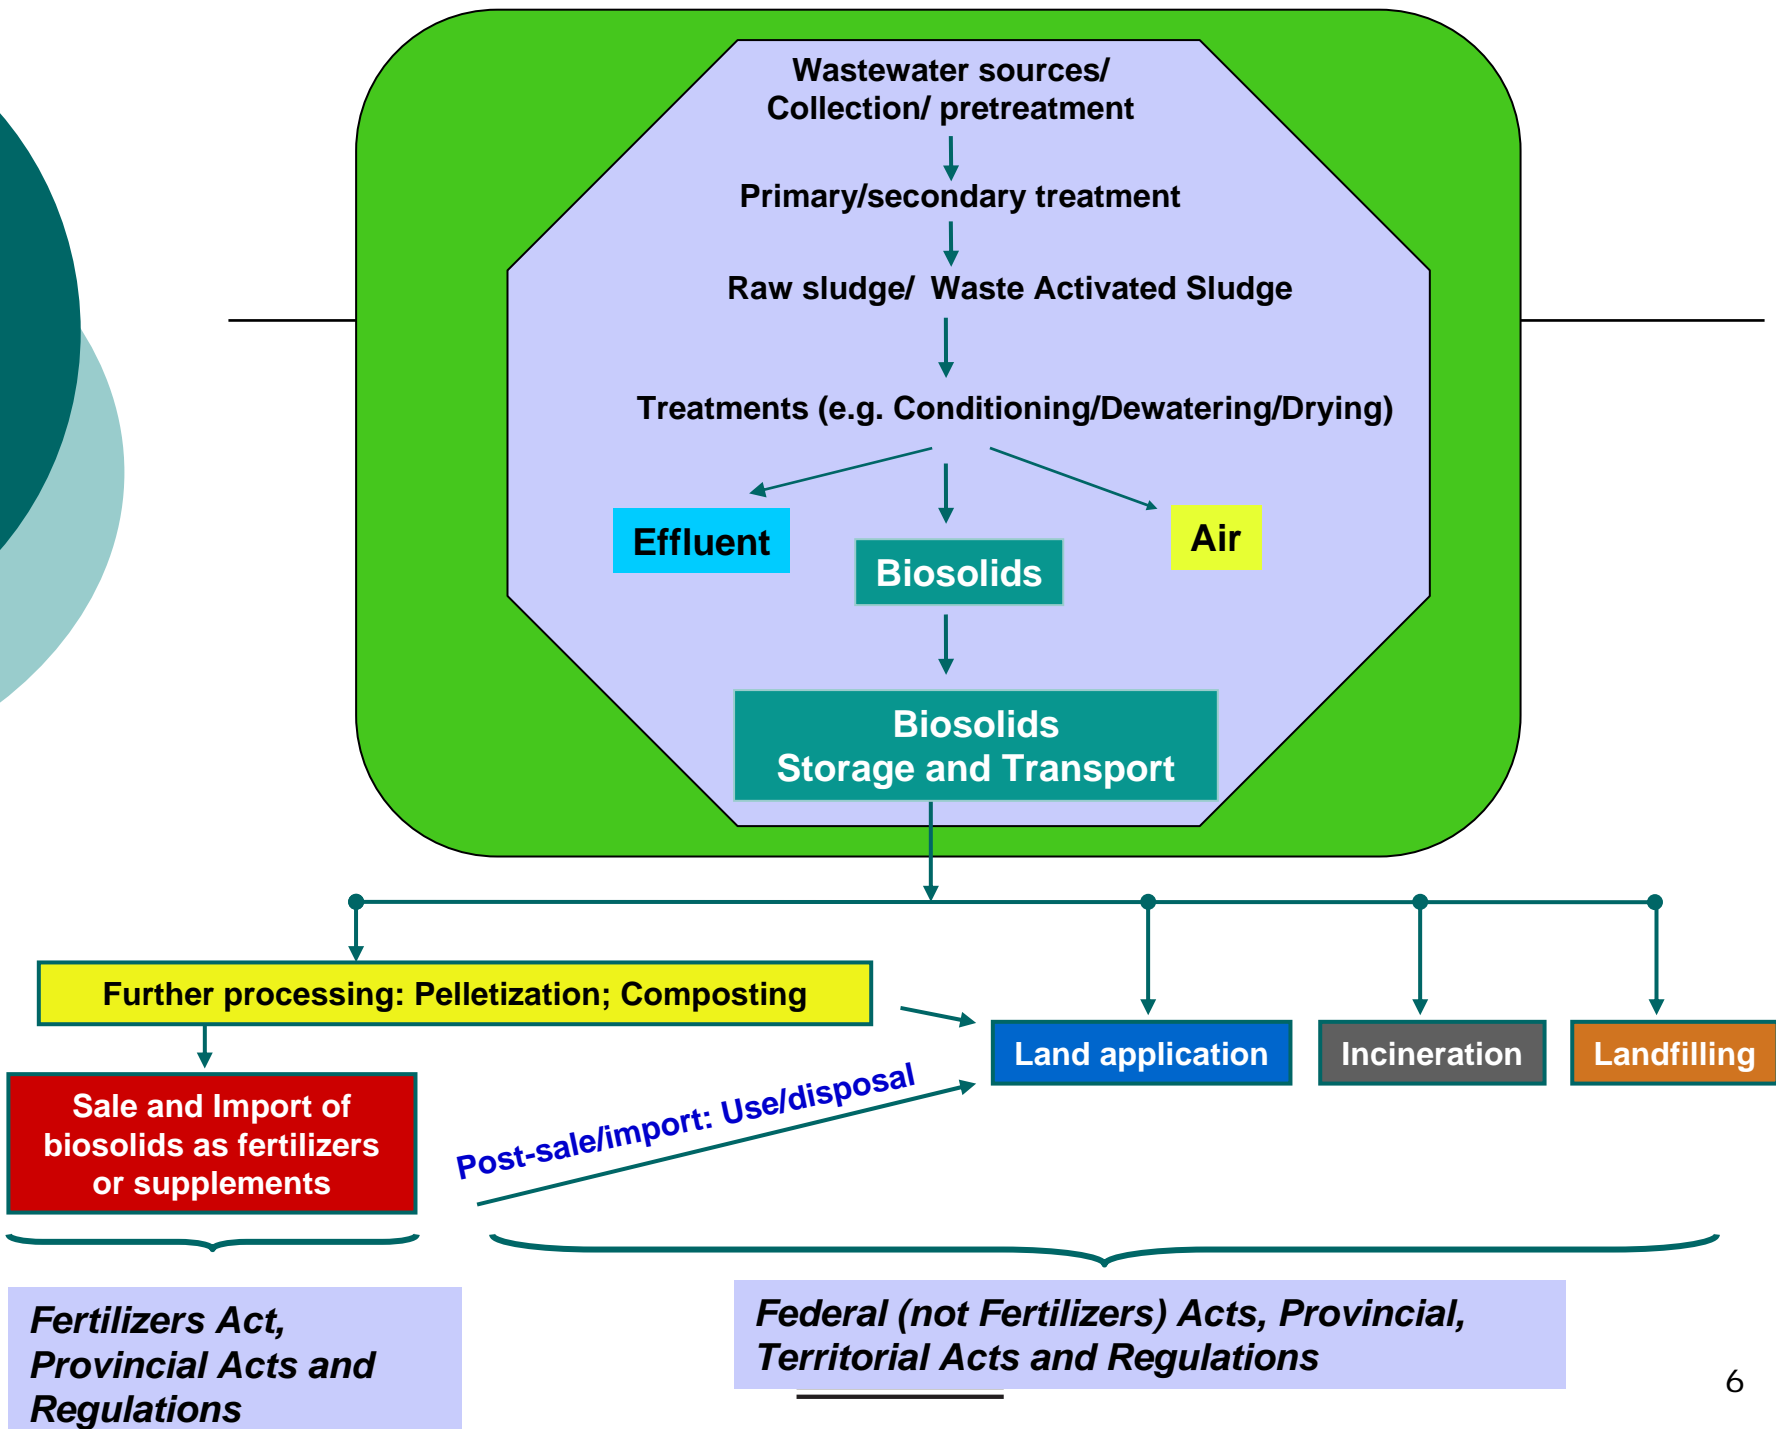 Wastewater sources/
Collection/ pretreatment
Primary/secondary treatment
Raw sludge/ Waste Activated Sludge
Treatments (e.g. Conditioning/Dewatering/Drying)
Effluent
Biosolids
Air
Biosolids
Storage and Transport
Further processing: Pelletization; Composting
Land application
Incineration
Landfilling
Sale and Import of
biosolids as fertilizers
or supplements
Post-sale/import: Use/disposal
Fertilizers Act,
Provincial Acts and
Regulations
Federal (not Fertilizers) Acts, Provincial,
Territorial Acts and Regulations
6